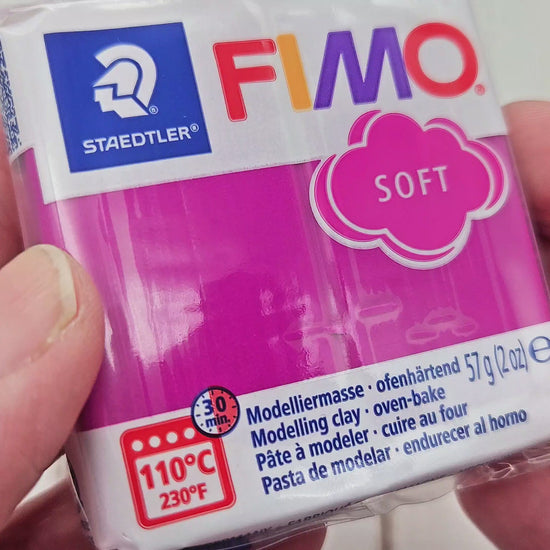 STAEDTLER®
FIMO®
SOFT
30 min.
110°C
230°F
Modelliermasse · ofenhärtend 57 g (2 oz) ℮
Modelling clay · oven-bake
Pâte à modeler · cuire au four
Pasta de modelar · endurecer al horno